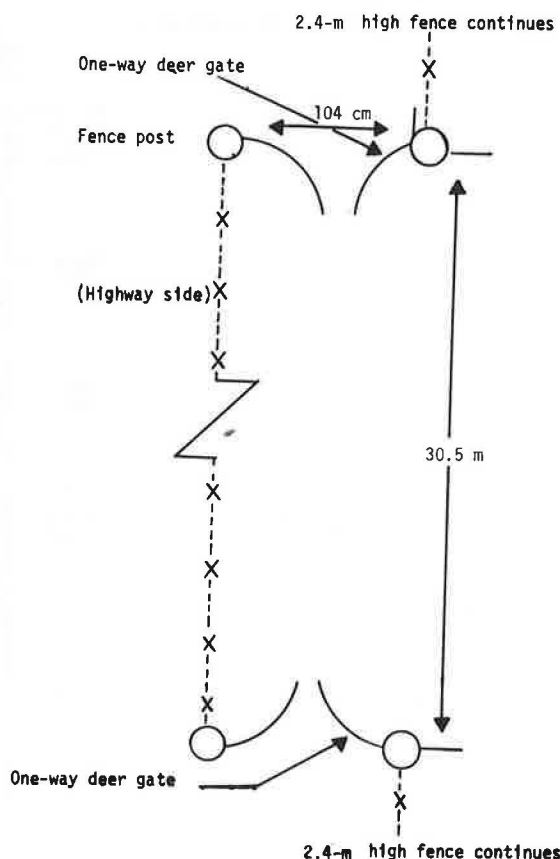 2.4-m high fence continues
One-way deer gate
104 cm
Fence post
(Highway side)
30.5 m
One-way deer gate
2.4-m high fence continues